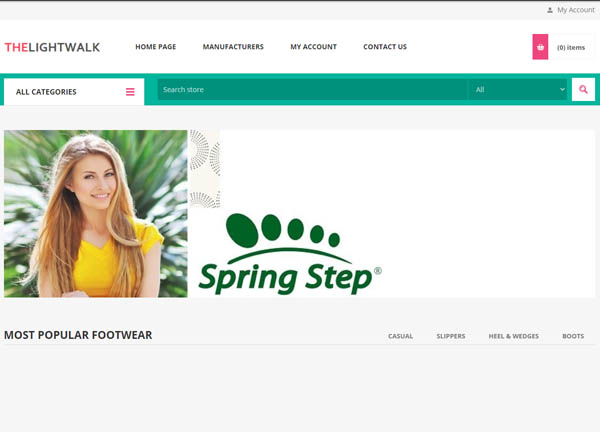 My Account
THELIGHTWALK
HOME PAGE MANUFACTURERS MY ACCOUNT CONTACT US
(0) items
ALL CATEGORIES
Search store
All
Spring Step®
MOST POPULAR FOOTWEAR
CASUAL SLIPPERS HEEL & WEDGES BOOTS